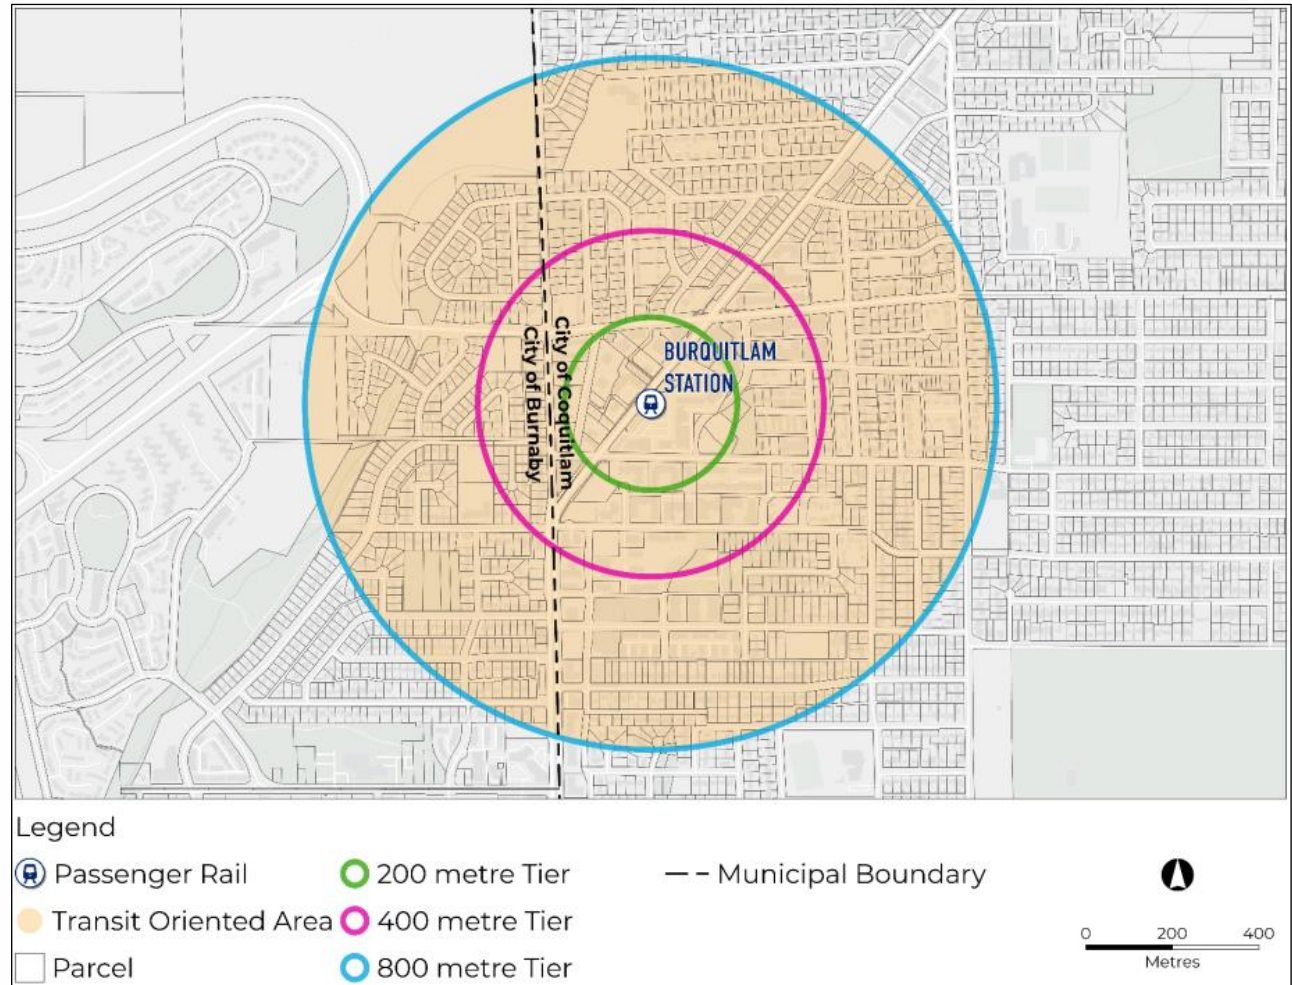 BURQUITLAM
STATION
City of Coquitlam
City of Burnaby
Legend
Passenger Rail
200 metre Tier
Municipal Boundary
Transit Oriented Area
400 metre Tier
Parcel
800 metre Tier
0 200 400
Metres